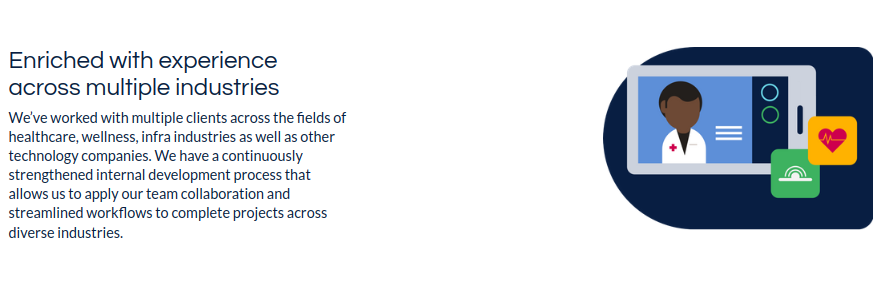 Enriched with experience
across multiple industries
We've worked with multiple clients across the fields of
healthcare, wellness, infra industries as well as other
technology companies. We have a continuously
strengthened internal development process that
allows us to apply our team collaboration and
streamlined workflows to complete projects across
diverse industries.